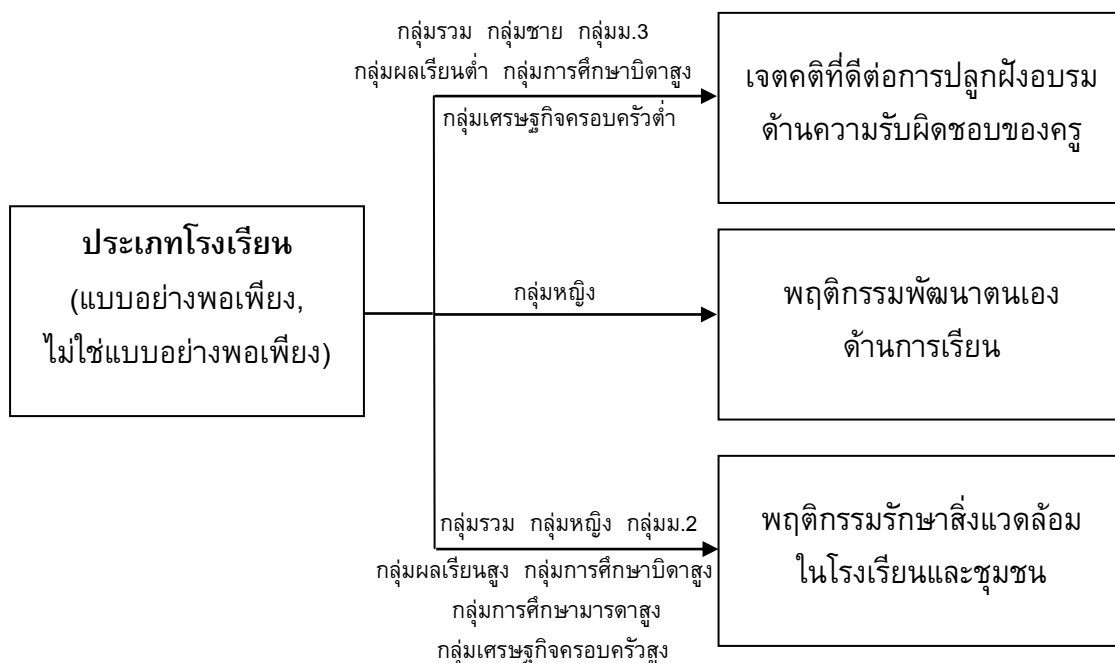 กลุ่มรวม กลุ่มชาย กลุ่มม.3
กลุ่มผลเรียนต่ำ กลุ่มการศึกษาบิดาสูง
กลุ่มเศรษฐกิจครอบครัวต่ำ
เจตคติที่ดีต่อการปลูกฝังอบรม
ด้านความรับผิดชอบของครู
ประเภทโรงเรียน
(แบบอย่างพอเพียง,
ไม่ใช่แบบอย่างพอเพียง)
กลุ่มหญิง
พฤติกรรมพัฒนาตนเอง
ด้านการเรียน
กลุ่มรวม กลุ่มหญิง กลุ่มม.2
กลุ่มผลเรียนสูง กลุ่มการศึกษาบิดาสูง
กลุ่มการศึกษามารดาสูง
กลุ่มเศรษฐกิจครอบครัวสูง
พฤติกรรมรักษาสิ่งแวดล้อม
ในโรงเรียนและชุมชน